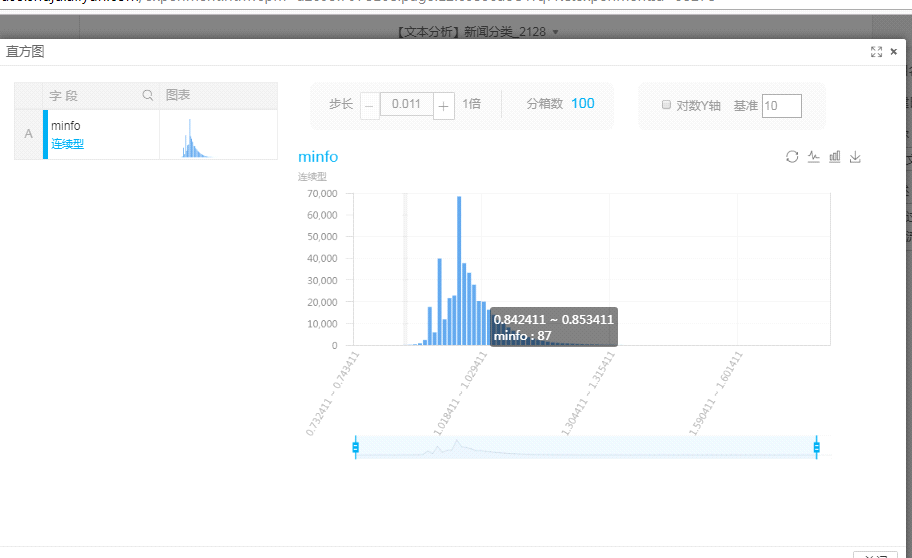 【文本分析】新闻分类_2128
直方图
字段
图表
A
minfo
连续型
步长 － 0.011 ＋ 1倍
分箱数 100
对数Y轴 基准 10
minfo
连续型
70,000
60,000
50,000
40,000
30,000
20,000
10,000
0
0.842411 ~ 0.853411
minfo : 87
0.732411 ~ 0.743411
1.018411 ~ 1.029411
1.304411 ~ 1.315411
1.590411 ~ 1.601411